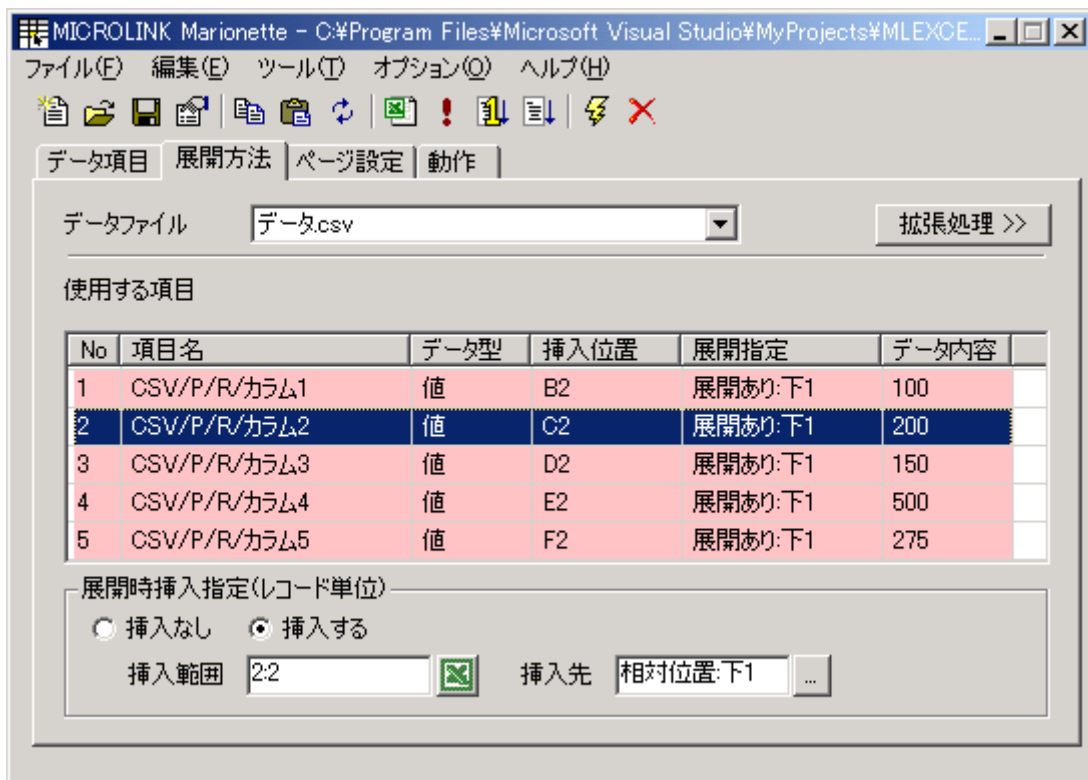 MICROLINK Marionette - C:¥Program Files¥Microsoft Visual Studio¥MyProjects¥MLEXCE...
ファイル(F) 編集(E) ツール(T) オプション(O) ヘルプ(H)
データ項目 展開方法 ページ設定 動作
データファイル データ.csv 拡張処理 >>
使用する項目
No 項目名 データ型 挿入位置 展開指定 データ内容
1 CSV/P/R/カラム1 値 B2 展開あり:下1 100
2 CSV/P/R/カラム2 値 C2 展開あり:下1 200
3 CSV/P/R/カラム3 値 D2 展開あり:下1 150
4 CSV/P/R/カラム4 値 E2 展開あり:下1 500
5 CSV/P/R/カラム5 値 F2 展開あり:下1 275
展開時挿入指定(レコード単位)
挿入なし 挿入する
挿入範囲 2:2 挿入先 相対位置:下1 ...